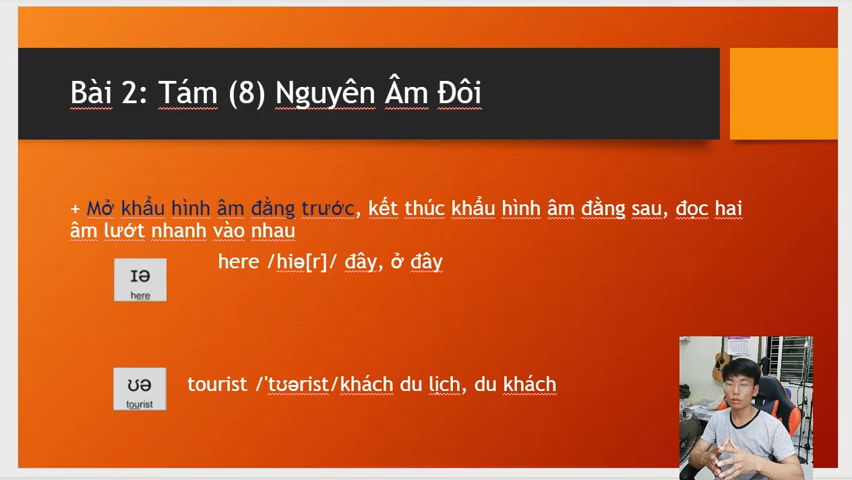 Bài 2: Tám (8) Nguyên Âm Đôi
+ Mở khẩu hình âm đằng trước, kết thúc khẩu hình âm đằng sau, đọc hai
âm lướt nhanh vào nhau
here /hiə[r]/ đây, ở đây
ɪə
here
tourist /'tʊərist/khách du lịch, du khách
ʊə
tourist